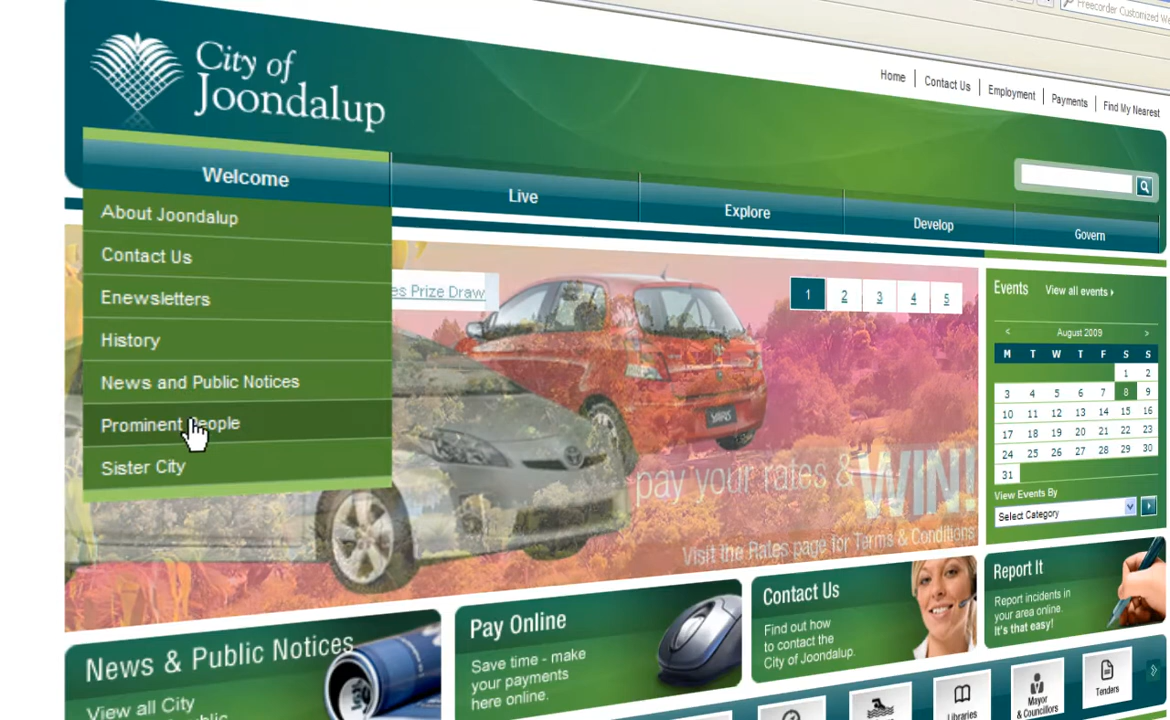 Freecorder Customized We
City of
Joondalup
Home
Contact Us
Employment
Payments
Find My Nearest
Welcome
Live
Explore
Develop
Govern
About Joondalup
Contact Us
Enewsletters
History
News and Public Notices
Prominent People
Sister City
es Prize Draw
1 2 3 4 5
YARiS
pay your rates & WIN!
Visit the Rates page for Terms & Conditions
Events
View all events
< August 2009 >
M T W T F S S
1 2
3 4 5 6 7 8 9
10 11 12 13 14 15 16
17 18 19 20 21 22 23
24 25 26 27 28 29 30
31
View Events By
Select Category
News & Public Notices
View all City
Pay Online
Save time - make
your payments
here online.
Contact Us
Find out how
to contact the
City of Joondalup.
Report It
Report incidents in
your area online.
It's that easy!
Libraries
Mayor
& Councillors
Tenders